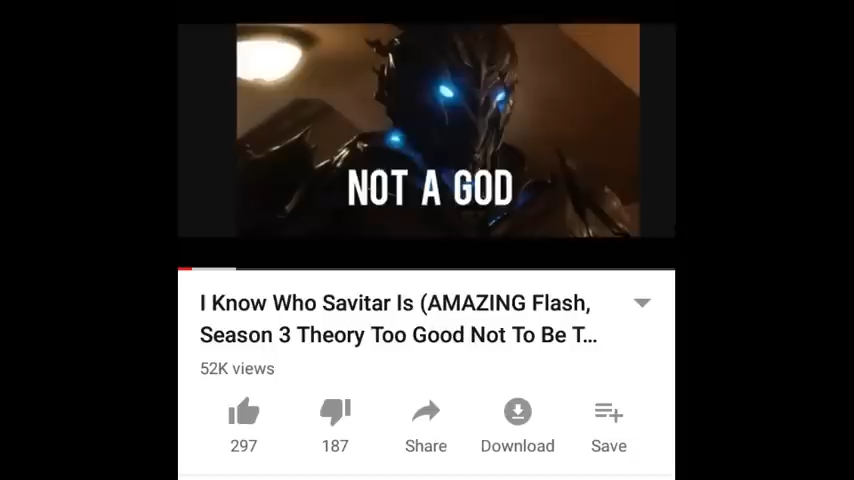 NOT A GOD
I Know Who Savitar Is (AMAZING Flash,
Season 3 Theory Too Good Not To Be T...
52K views
297
187
Share
Download
Save